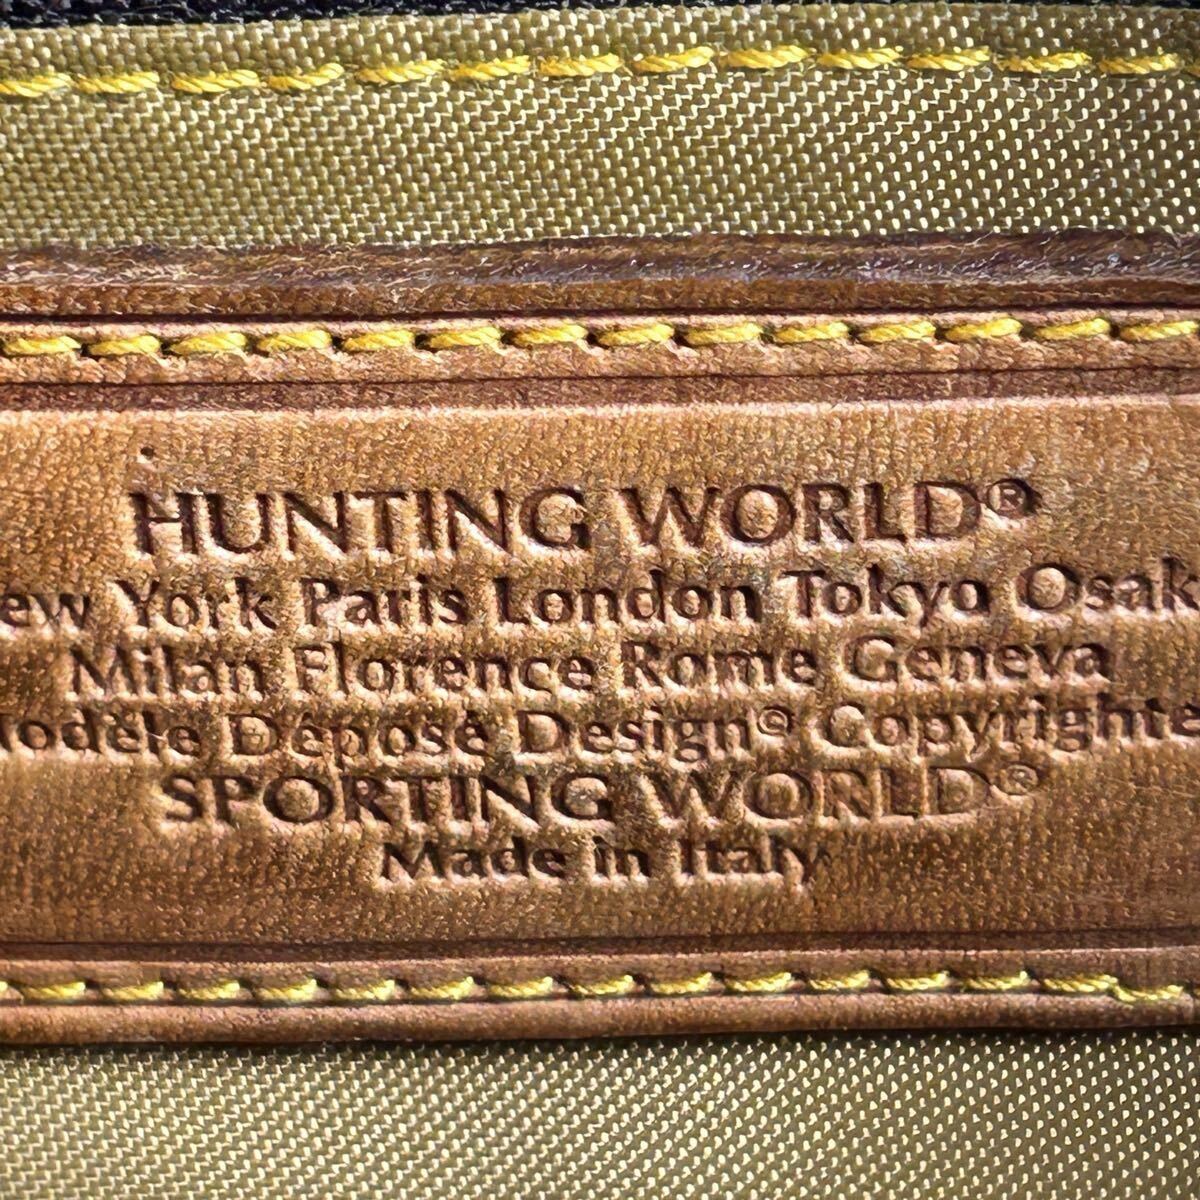 HUNTING WORLD®
ew York Paris London Tokyo Osak
Milan Florence Rome Geneva
odèle Déposé Design© Copyrighte
SPORTING WORLD®
Made in Italy